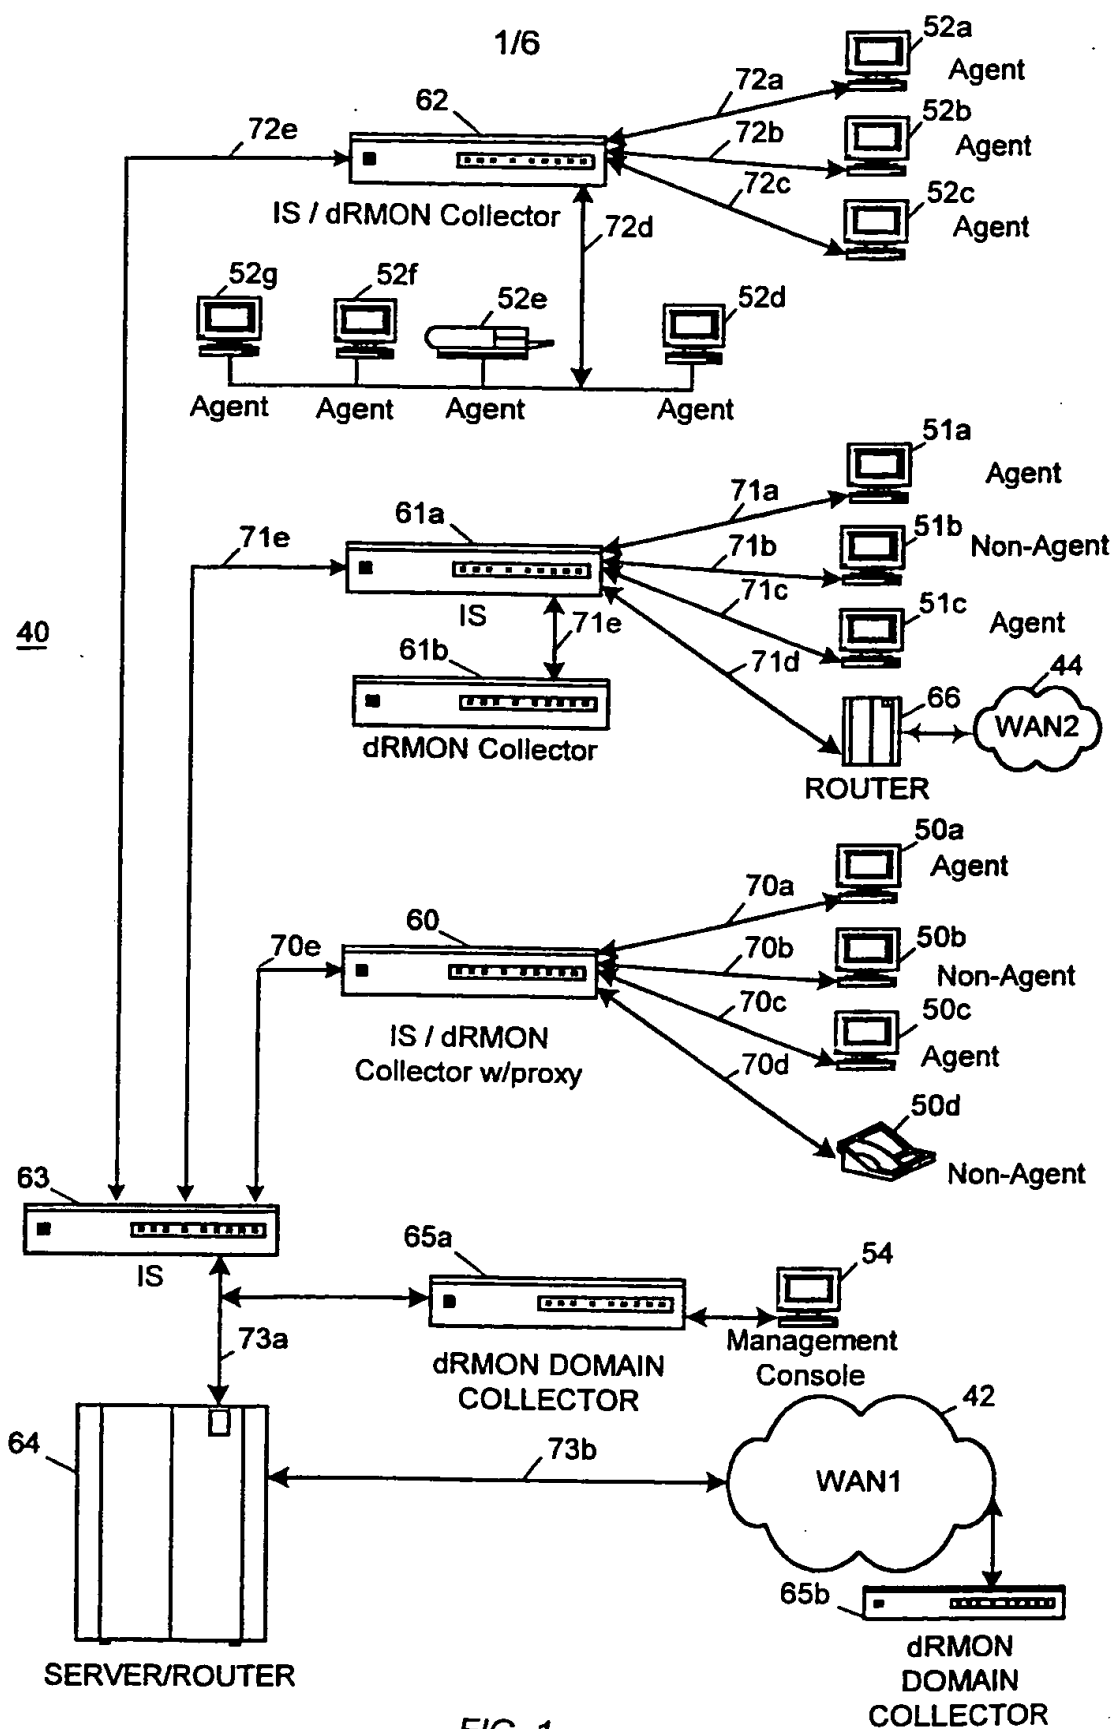 1/6
52a
Agent
72a
62
52b
72e
72b
Agent
72c
52c
IS / dRMON Collector
Agent
72d
52g
52f
52e
52d
Agent
Agent
Agent
Agent
51a
Agent
71a
61a
51b
71e
71b
Non-Agent
71c
51c
IS
71e
Agent
40
61b
71d
44
66
WAN2
dRMON Collector
ROUTER
50a
Agent
70a
60
50b
70e
70b
Non-Agent
70c
50c
IS / dRMON
Collector w/proxy
Agent
70d
50d
Non-Agent
63
65a
54
IS
73a
Management
Console
dRMON DOMAIN
COLLECTOR
42
64
73b
WAN1
65b
dRMON
DOMAIN
COLLECTOR
SERVER/ROUTER
FIG. 1